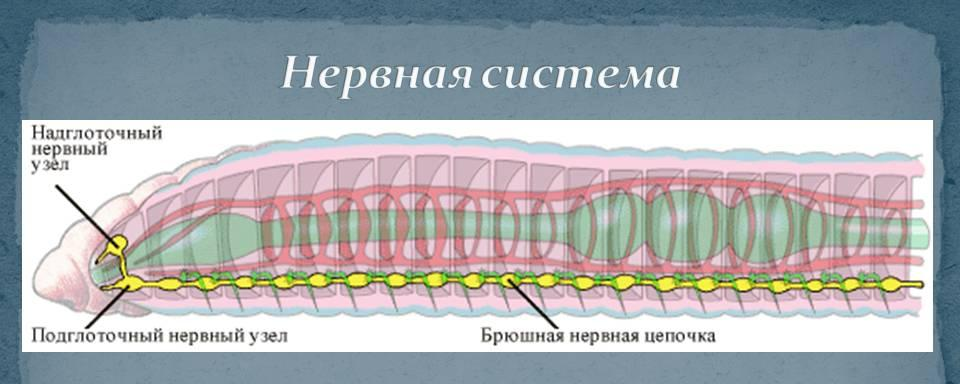 Нервная система
Надглоточный
нервный
узел
Подглоточный нервный узел
Брюшная нервная цепочка